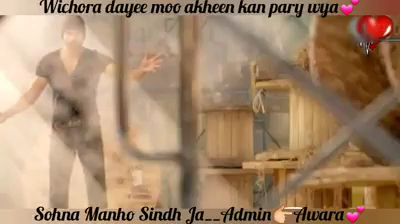 Wichora dayee moo akheen kan pary wya💕
Sohna Manho Sindh Ja__Admin 👉Awara💕